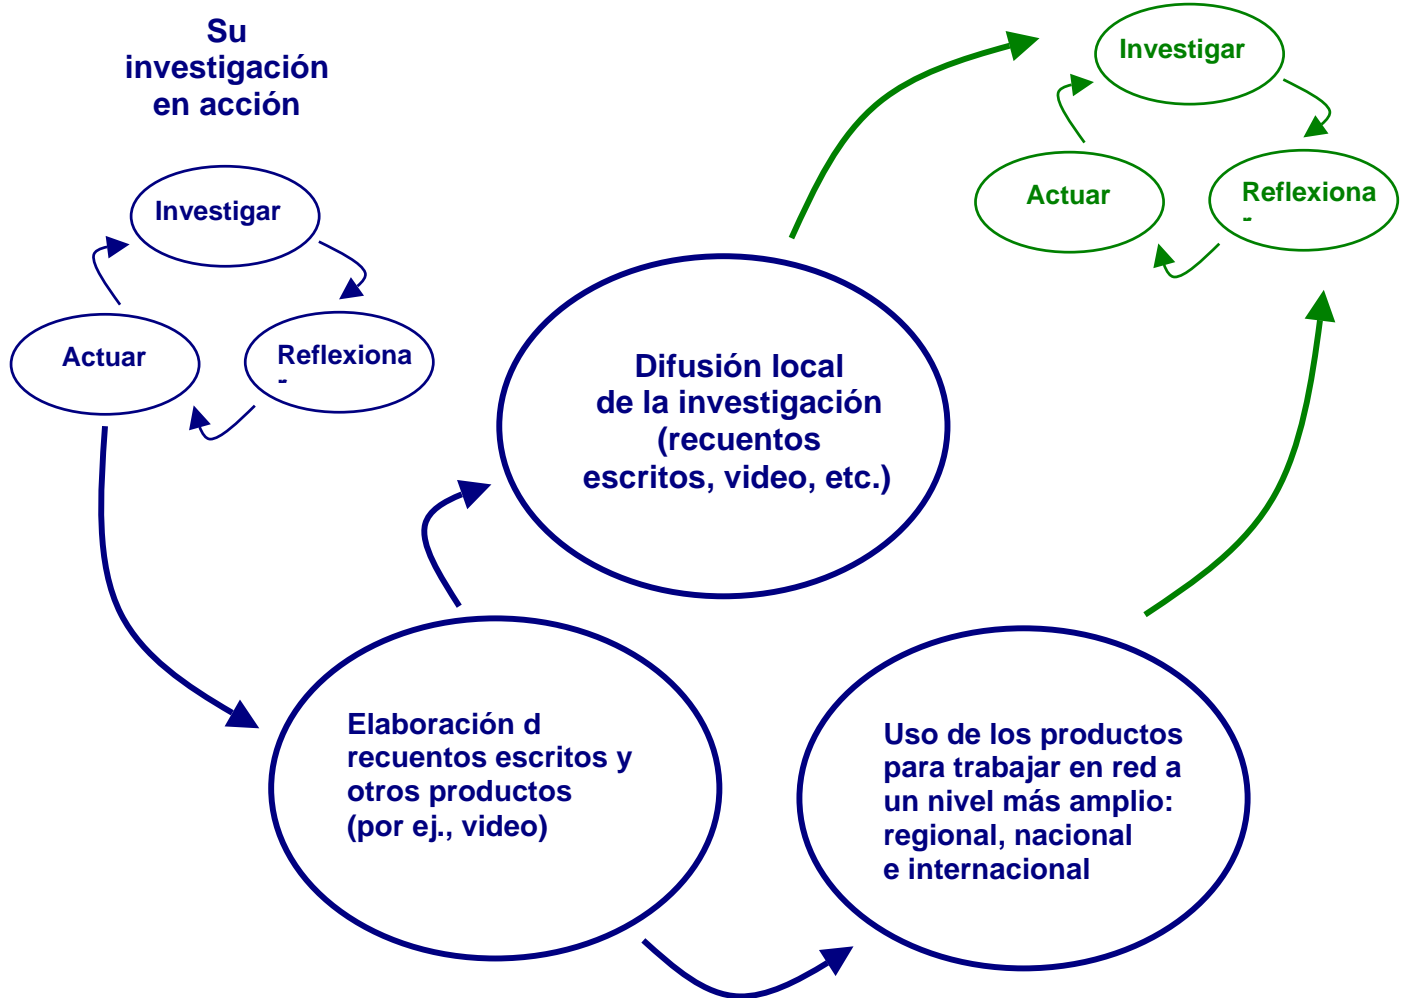 Su
investigación
en acción
Investigar
Actuar
Reflexiona
Investigar
Actuar
Reflexiona
Difusión local
de la investigación
(recuentos
escritos, video, etc.)
Elaboración d
recuentos escritos y
otros productos
(por ej., video)
Uso de los productos
para trabajar en red a
un nivel más amplio:
regional, nacional
e internacional